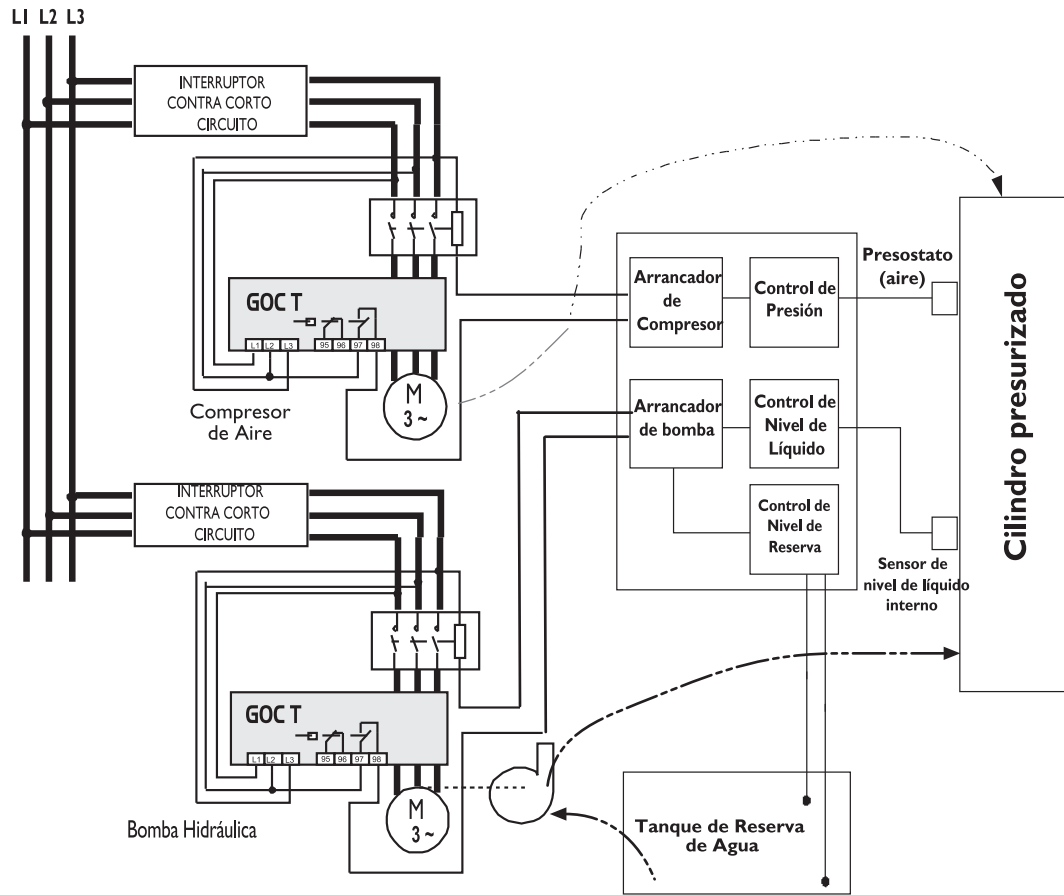 L1 L2 L3
INTERRUPTOR
CONTRA CORTO
CIRCUITO
GOC T
L1 L2 L3 95 96 97 98
M
3 ~
Compresor
de Aire
INTERRUPTOR
CONTRA CORTO
CIRCUITO
GOC T
L1 L2 L3 95 96 97 98
M
3 ~
Bomba Hidráulica
Arrancador
de
Compresor
Control de
Presión
Presostato
(aire)
Arrancador
de bomba
Control de
Nivel de
Líquido
Control de
Nivel de
Reserva
Sensor de
nivel de líquido
interno
Cilindro presurizado
Tanque de Reserva
de Agua